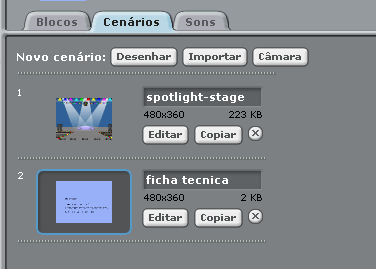 Blocos Cenários Sons
Novo cenário: Desenhar Importar Câmara
1
spotlight-stage
480x360 223 KB
Editar Copiar
2
ficha tecnica
480x360 2 KB
Editar Copiar